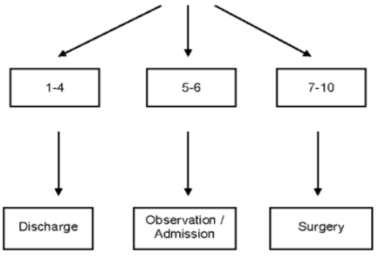 1-4
5-6
7-10
Discharge
Observation /
Admission
Surgery